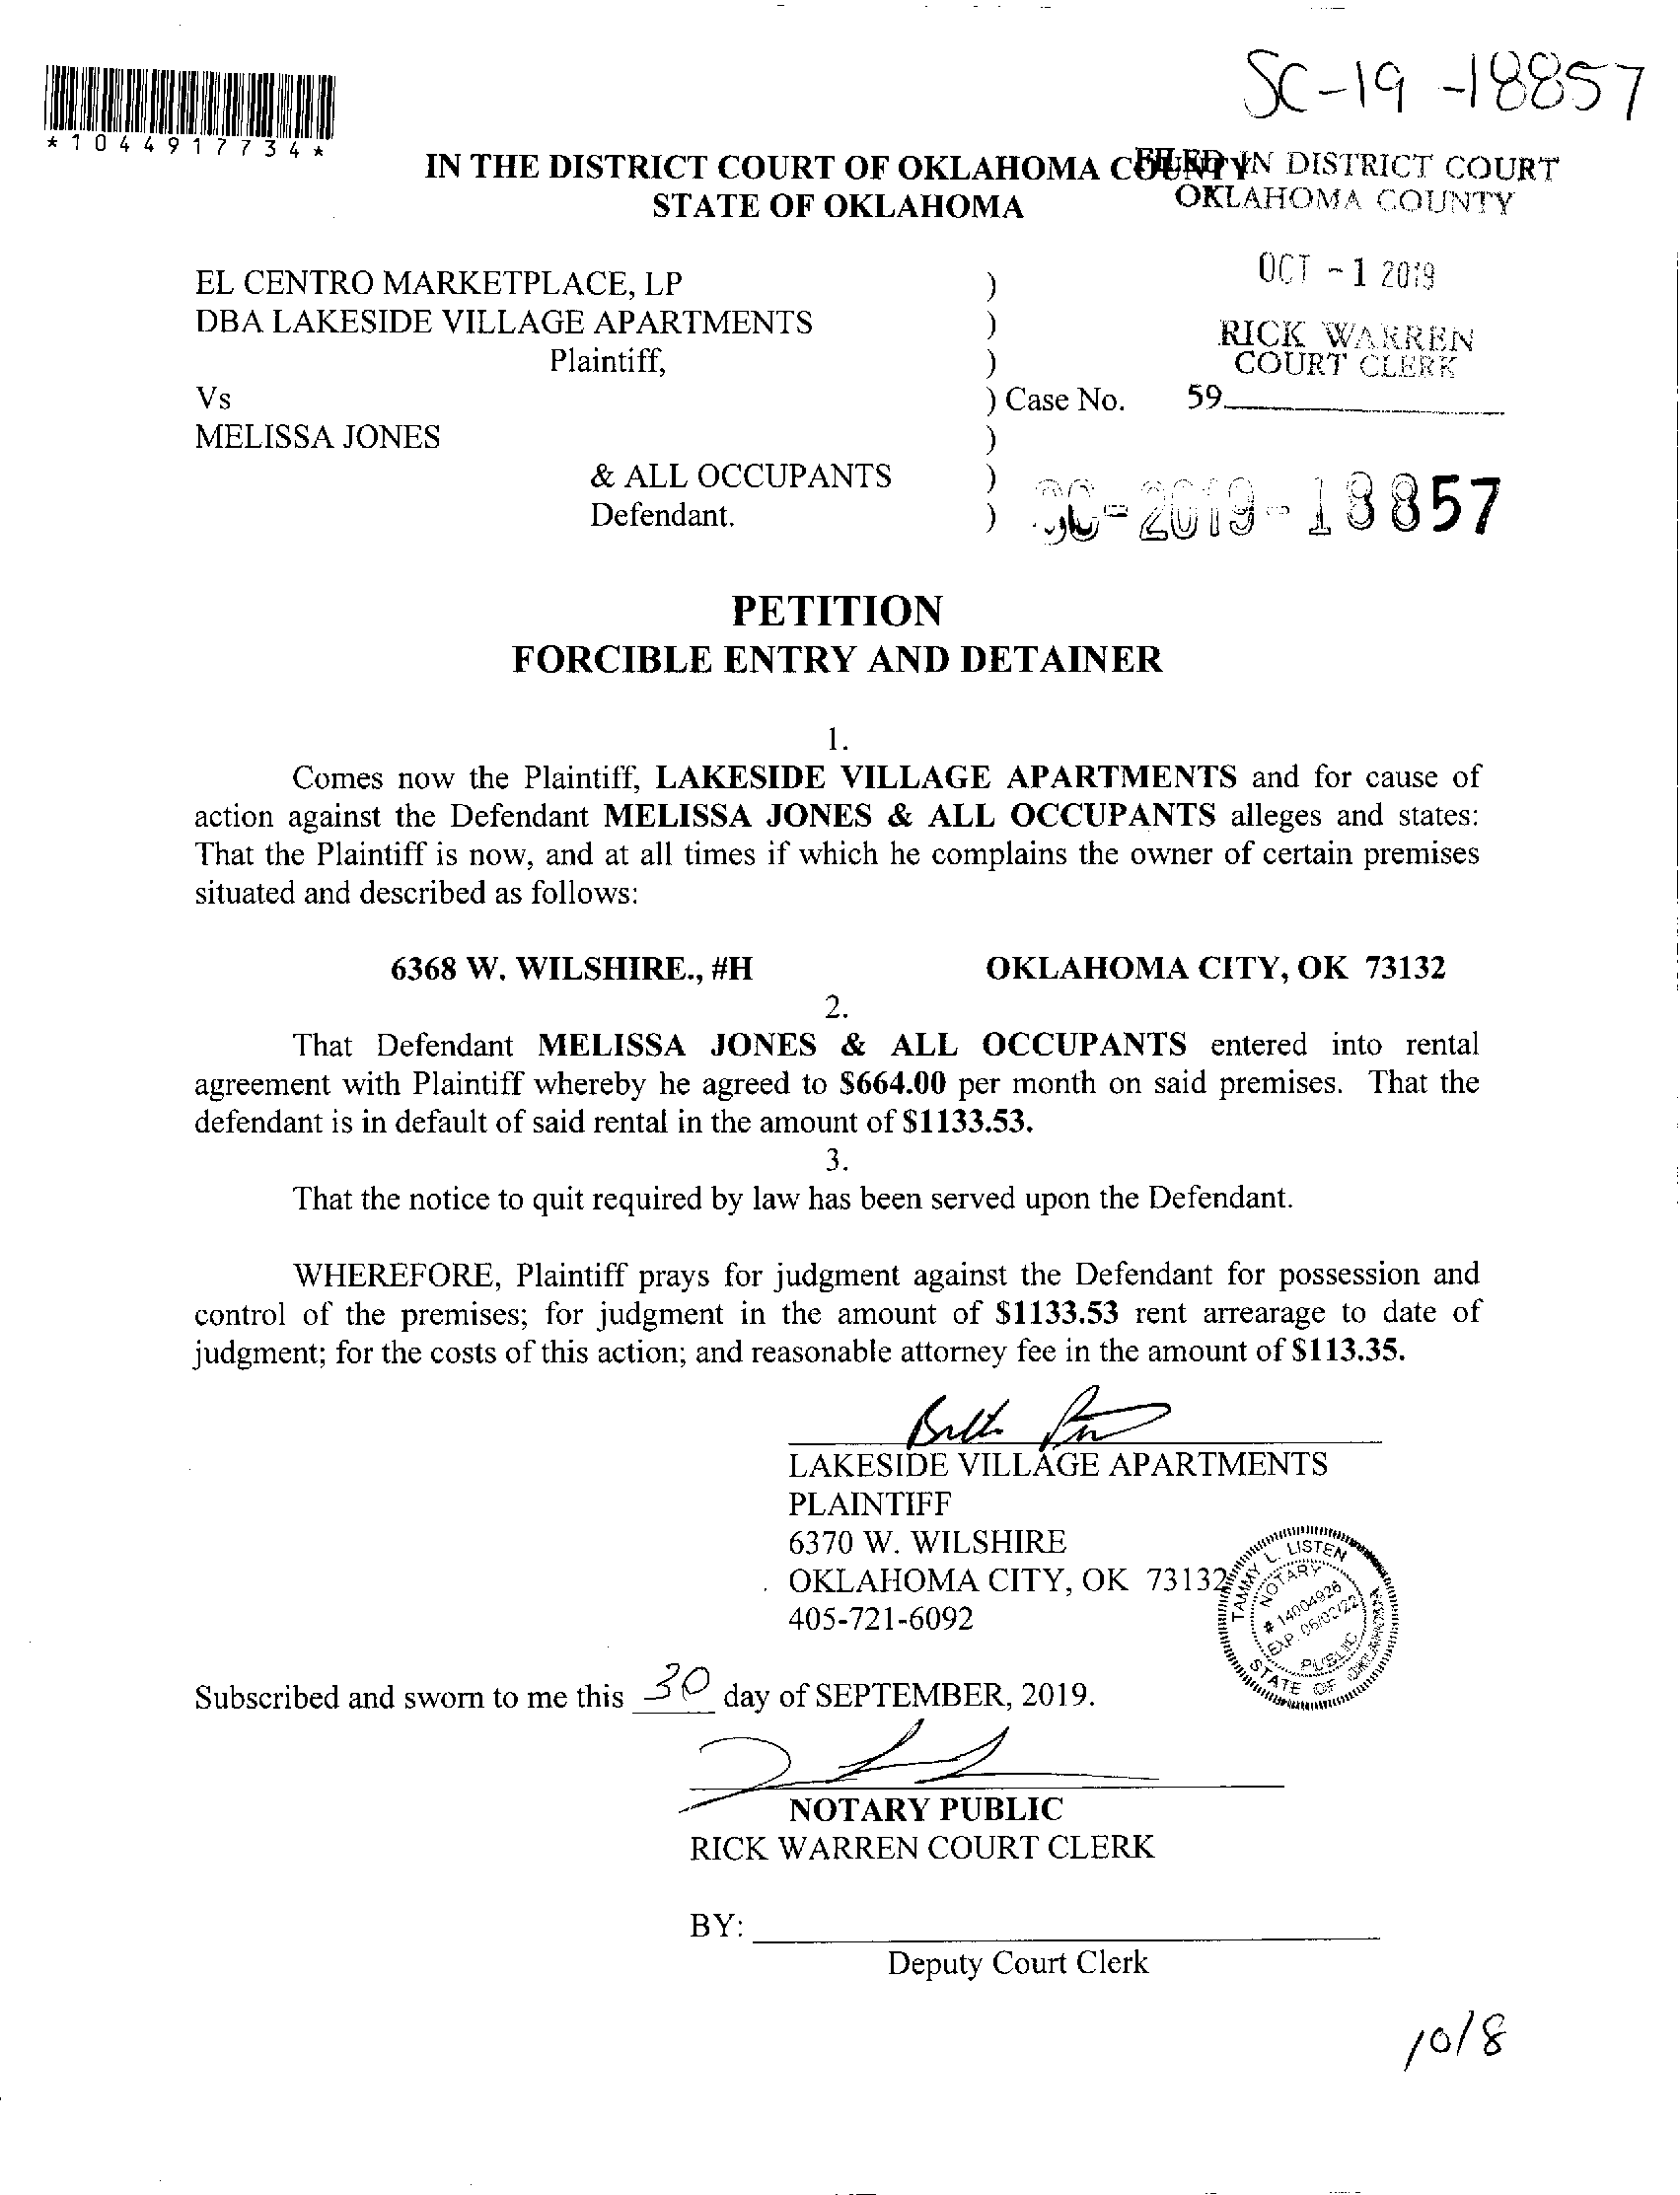 SC-19-18857
*1044917734*
IN THE DISTRICT COURT OF OKLAHOMA COUNTY
STATE OF OKLAHOMA
FILED IN DISTRICT COURT
OKLAHOMA COUNTY
OCT -1 2019
RICK WARREN
COURT CLERK
59
EL CENTRO MARKETPLACE, LP )
DBA LAKESIDE VILLAGE APARTMENTS )
Plaintiff, )
Vs ) Case No.
MELISSA JONES )
& ALL OCCUPANTS )
Defendant. )
SC-2019-18857
PETITION
FORCIBLE ENTRY AND DETAINER
1.
Comes now the Plaintiff, LAKESIDE VILLAGE APARTMENTS and for cause of
action against the Defendant MELISSA JONES & ALL OCCUPANTS alleges and states:
That the Plaintiff is now, and at all times if which he complains the owner of certain premises
situated and described as follows:
6368 W. WILSHIRE., #H OKLAHOMA CITY, OK 73132
2.
That Defendant MELISSA JONES & ALL OCCUPANTS entered into rental
agreement with Plaintiff whereby he agreed to $664.00 per month on said premises. That the
defendant is in default of said rental in the amount of $1133.53.
3.
That the notice to quit required by law has been served upon the Defendant.
WHEREFORE, Plaintiff prays for judgment against the Defendant for possession and
control of the premises; for judgment in the amount of $1133.53 rent arrearage to date of
judgment; for the costs of this action; and reasonable attorney fee in the amount of $113.35.
LAKESIDE VILLAGE APARTMENTS
PLAINTIFF
6370 W. WILSHIRE
OKLAHOMA CITY, OK 73132
405-721-6092
TAMMY L. LISTEN
NOTARY
# 14004926
EXP. 05/02/22
PUBLIC
STATE OF OKLAHOMA
Subscribed and sworn to me this 30 day of SEPTEMBER, 2019.
NOTARY PUBLIC
RICK WARREN COURT CLERK
BY:
Deputy Court Clerk
10/8